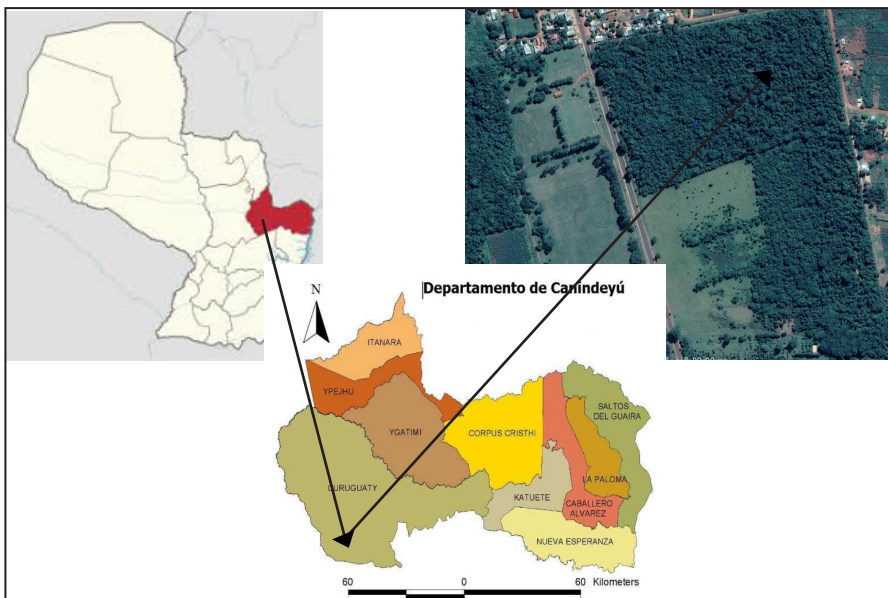 Departamento de Canindeyú
N
ITANARA
YPEJHU
YGATIMI
CORPUS CRISTHI
SALTOS
DEL GUAIRA
CURUGUATY
LA PALOMA
KATUETE
CABALLERO
ALVAREZ
NUEVA ESPERANZA
60 0 60 Kilometers